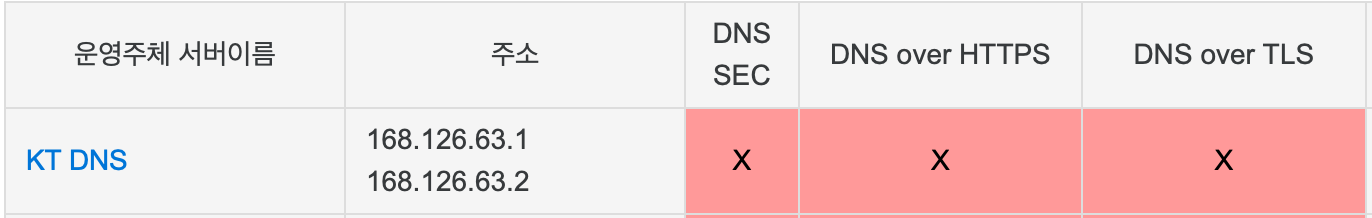 운영주체 서버이름
주소
DNS
SEC
DNS over HTTPS
DNS over TLS
KT DNS
168.126.63.1
168.126.63.2
X
X
X